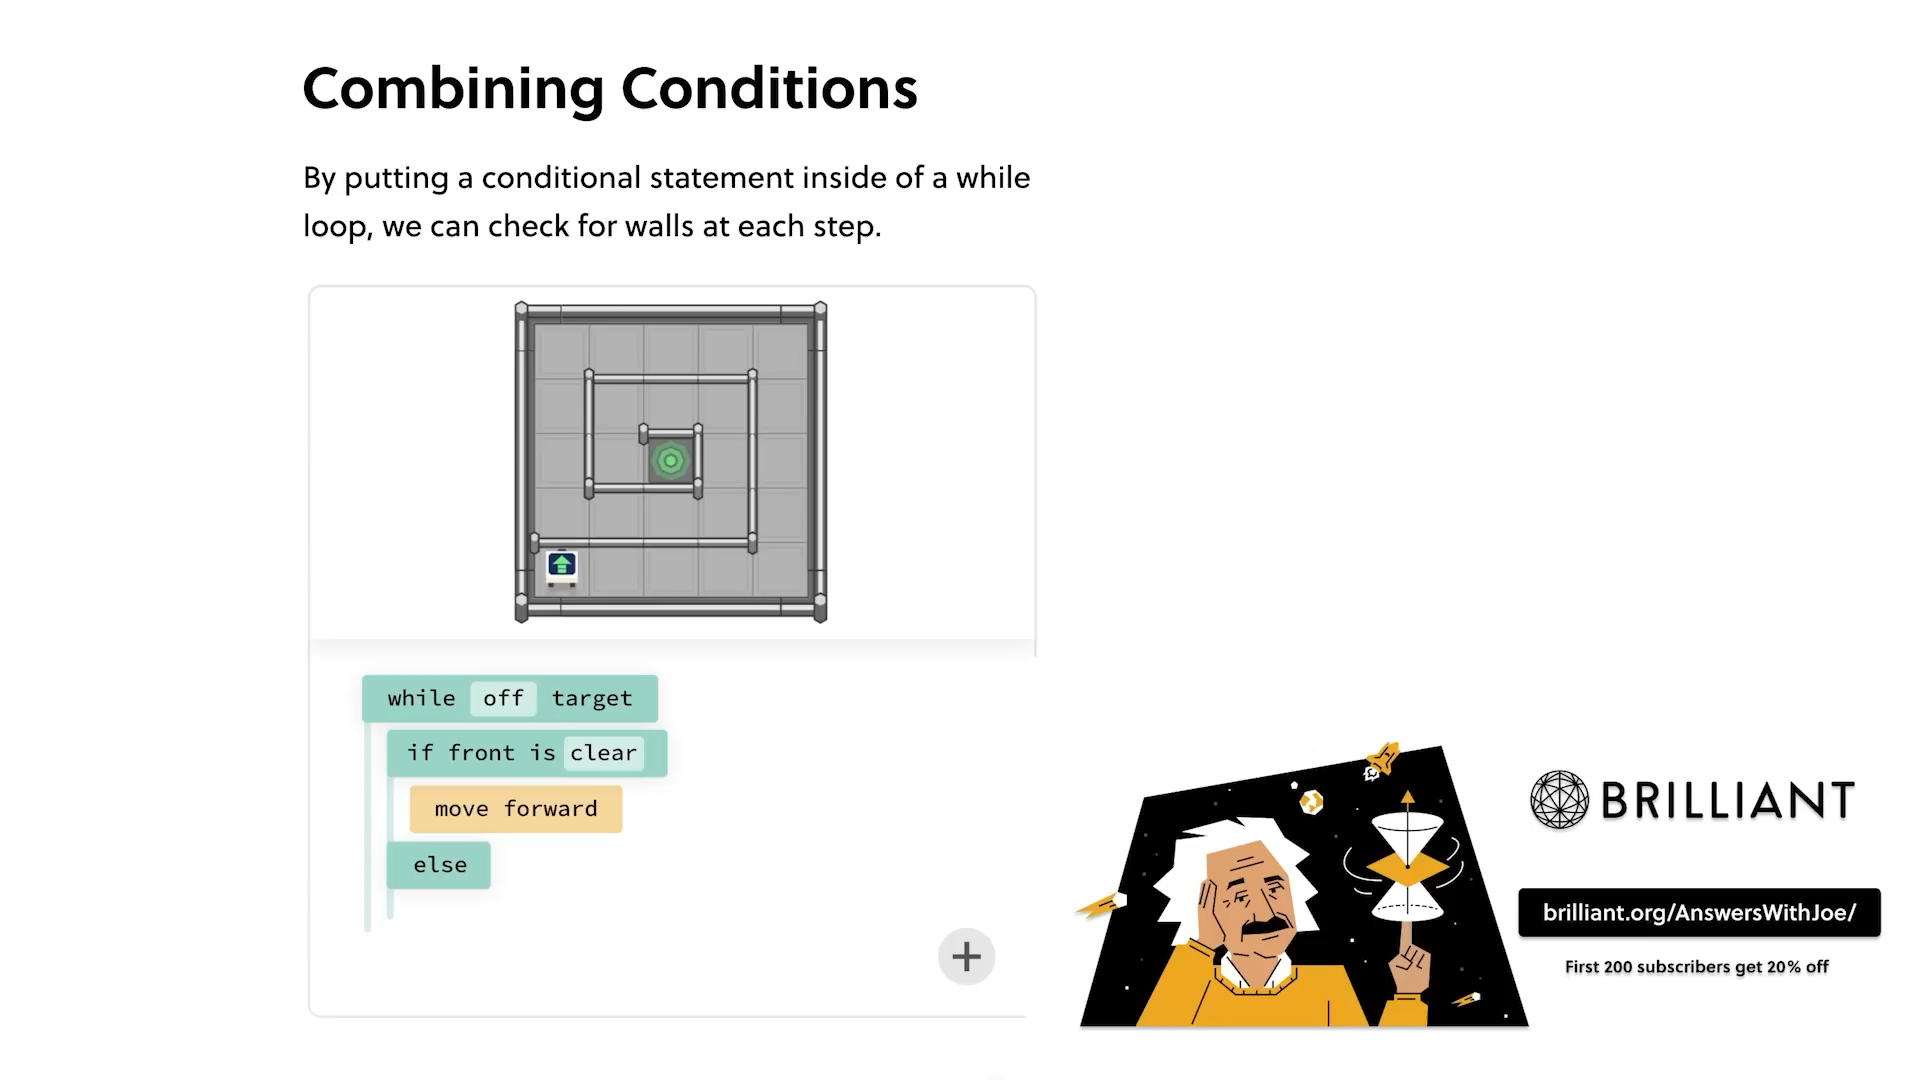 Combining Conditions
By putting a conditional statement inside of a while
loop, we can check for walls at each step.
while off target
if front is clear
move forward
else
BRILLIANT
brilliant.org/AnswersWithJoe/
First 200 subscribers get 20% off